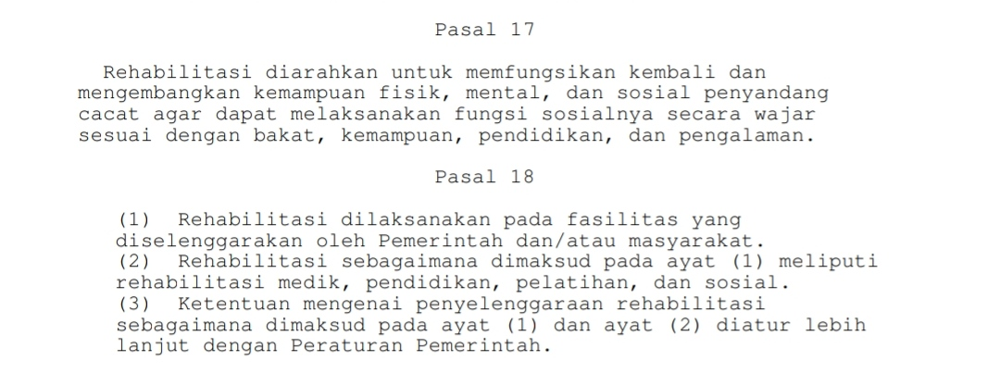 Pasal 17
Rehabilitasi diarahkan untuk memfungsikan kembali dan
mengembangkan kemampuan fisik, mental, dan sosial penyandang
cacat agar dapat melaksanakan fungsi sosialnya secara wajar
sesuai dengan bakat, kemampuan, pendidikan, dan pengalaman.
Pasal 18
(1) Rehabilitasi dilaksanakan pada fasilitas yang
diselenggarakan oleh Pemerintah dan/atau masyarakat.
(2) Rehabilitasi sebagaimana dimaksud pada ayat (1) meliputi
rehabilitasi medik, pendidikan, pelatihan, dan sosial.
(3) Ketentuan mengenai penyelenggaraan rehabilitasi
sebagaimana dimaksud pada ayat (1) dan ayat (2) diatur lebih
lanjut dengan Peraturan Pemerintah.